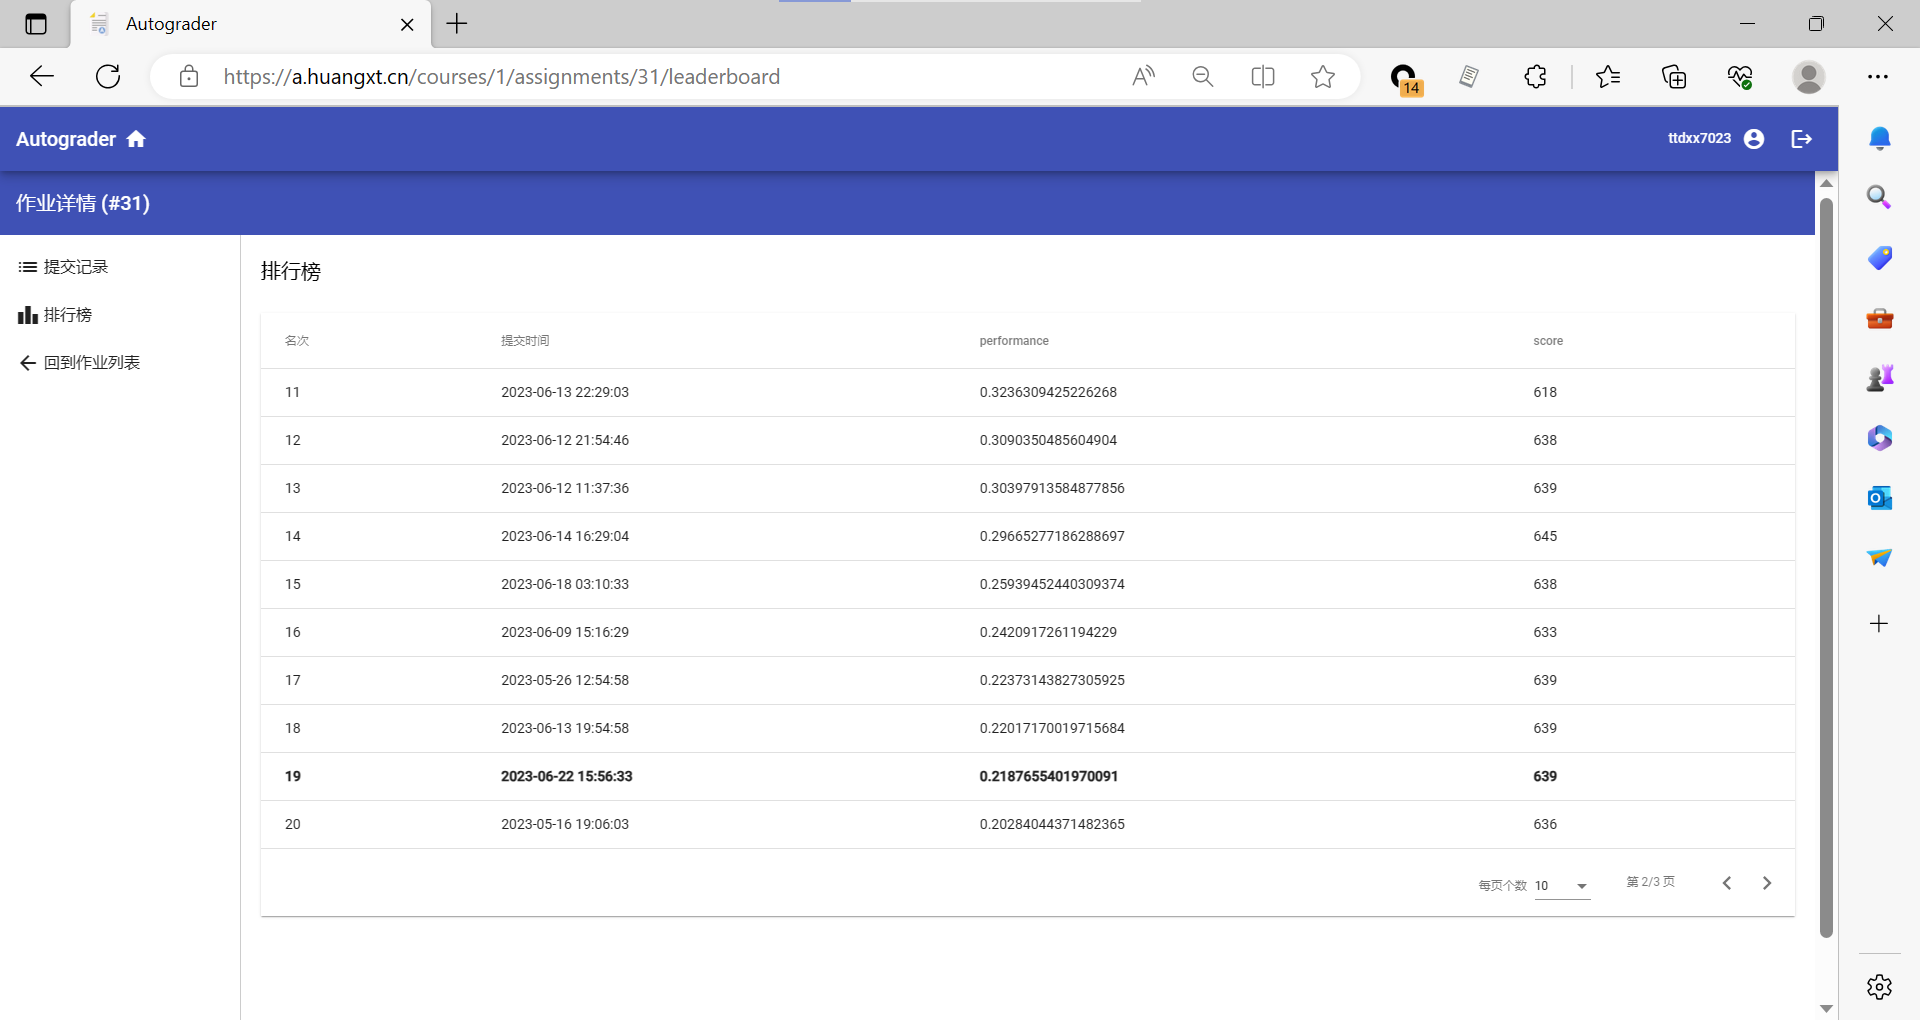 Autograder
https://a.huangxt.cn/courses/1/assignments/31/leaderboard
14
Autograder
ttdxx7023
作业详情 (#31)
提交记录
排行榜
回到作业列表
排行榜
名次 提交时间 performance score
11 2023-06-13 22:29:03 0.3236309425226268 618
12 2023-06-12 21:54:46 0.3090350485604904 638
13 2023-06-12 11:37:36 0.30397913584877856 639
14 2023-06-14 16:29:04 0.29665277186288697 645
15 2023-06-18 03:10:33 0.25939452440309374 638
16 2023-06-09 15:16:29 0.2420917261194229 633
17 2023-05-26 12:54:58 0.22373143827305925 639
18 2023-06-13 19:54:58 0.22017170019715684 639
19 2023-06-22 15:56:33 0.2187655401970091 639
20 2023-05-16 19:06:03 0.20284044371482365 636
每页个数 10 第 2/3 页